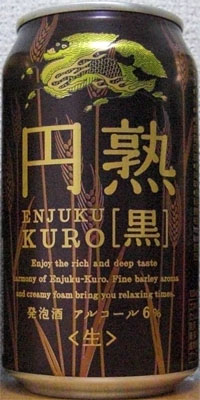 円熟
ENJUKU
KURO[黒]
Enjoy the rich and deep taste
harmony of Enjuku-Kuro. Fine barley aroma
and creamy foam bring you relaxing times.
発泡酒 アルコール6%
〈生〉